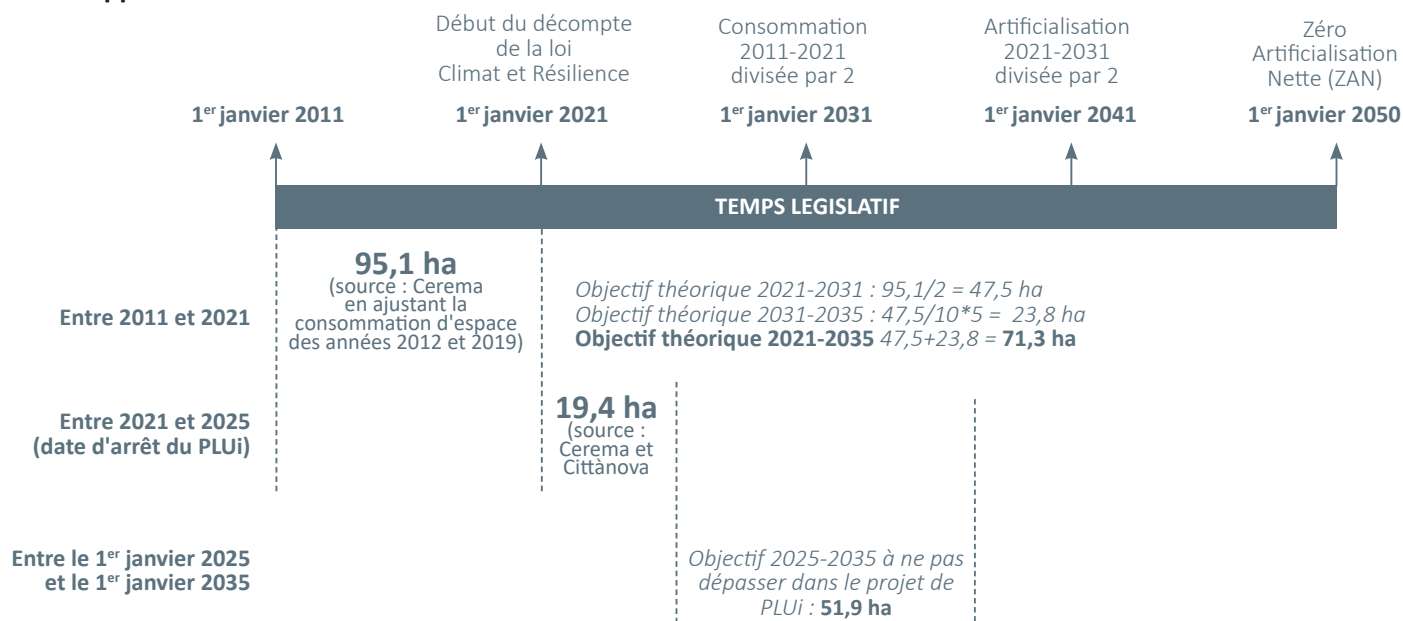 Début du décompte
de la loi
Climat et Résilience
Consommation
2011-2021
divisée par 2
Artificialisation
2021-2031
divisée par 2
Zéro
Artificialisation
Nette (ZAN)
1er janvier 2011
1er janvier 2021
1er janvier 2031
1er janvier 2041
1er janvier 2050
TEMPS LEGISLATIF
Entre 2011 et 2021
95,1 ha
(source : Cerema
en ajustant la
consommation d'espace
des années 2012 et 2019)
Objectif théorique 2021-2031 : 95,1/2 = 47,5 ha
Objectif théorique 2031-2035 : 47,5/10*5 = 23,8 ha
Objectif théorique 2021-2035 47,5+23,8 = 71,3 ha
Entre 2021 et 2025
(date d'arrêt du PLUi)
19,4 ha
(source :
Cerema et
Cittànova
Entre le 1er janvier 2025
et le 1er janvier 2035
Objectif 2025-2035 à ne pas
dépasser dans le projet de
PLUi : 51,9 ha